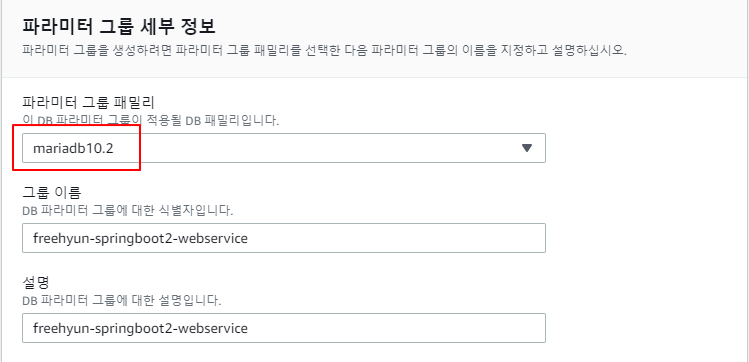 파라미터 그룹 세부 정보
파라미터 그룹을 생성하려면 파라미터 그룹 패밀리를 선택한 다음 파라미터 그룹의 이름을 지정하고 설명하십시오.
파라미터 그룹 패밀리
이 DB 파라미터 그룹이 적용될 DB 패밀리입니다.
mariadb10.2
그룹 이름
DB 파라미터 그룹에 대한 식별자입니다.
freehyun-springboot2-webservice
설명
DB 파라미터 그룹에 대한 설명입니다.
freehyun-springboot2-webservice